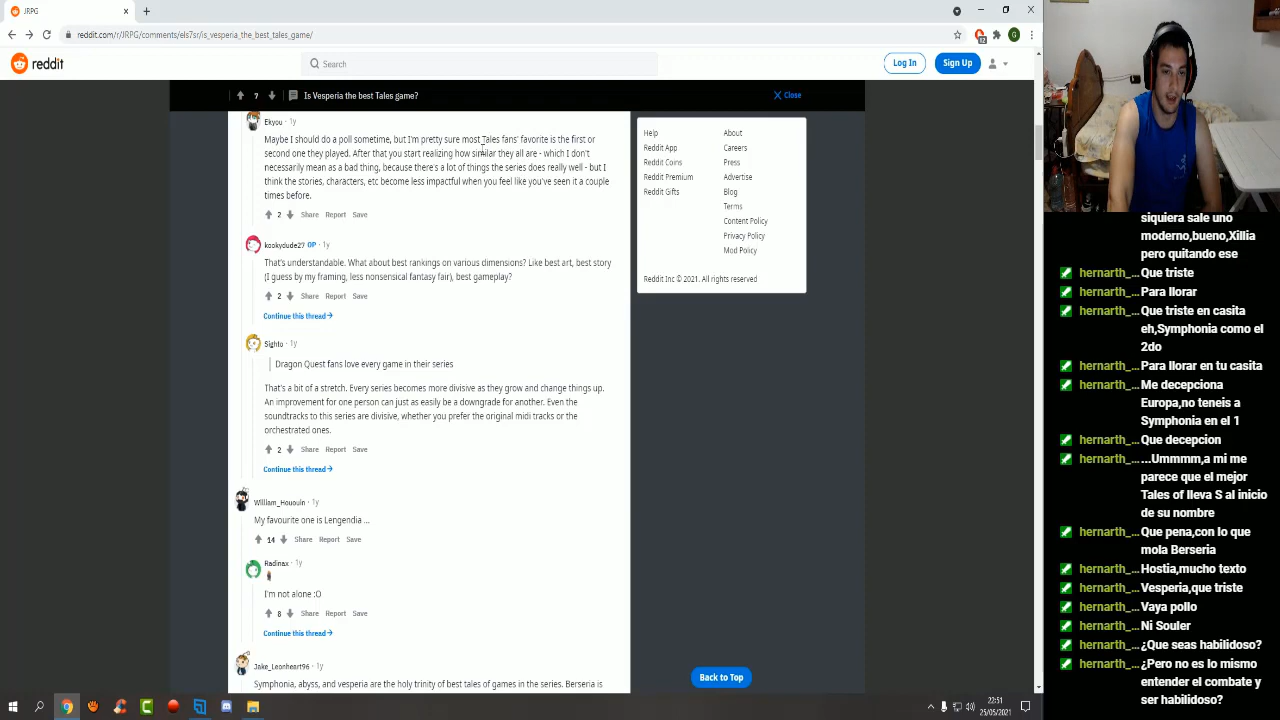 JRPG
reddit.com/r/JRPG/comments/els7sr/is_vesperia_the_best_tales_game/
12
G
reddit
Search
Log In
Sign Up
7
Is Vesperia the best Tales game?
Close
Ekyou · 1y
Maybe I should do a poll sometime, but I'm pretty sure most Tales fans' favorite is the first or
second one they played. After that you start realizing how similar they all are - which I don't
necessarily mean as a bad thing, because there's a lot of things the series does really well - but I
think the stories, characters, etc become less impactful when you feel like you've seen it a couple
times before.
2 Share Report Save
kookydude27 OP · 1y
That's understandable. What about best rankings on various dimensions? Like best art, best story
(I guess by my framing, less nonsensical fantasy fair), best gameplay?
2 Share Report Save
Continue this thread
Sighto · 1y
Dragon Quest fans love every game in their series
That's a bit of a stretch. Every series becomes more divisive as they grow and change things up.
An improvement for one person can just as easily be a downgrade for another. Even the
soundtracks to this series are divisive, whether you prefer the original midi tracks or the
orchestrated ones.
2 Share Report Save
Continue this thread
William_Hououin · 1y
My favourite one is Lengendia ...
14 Share Report Save
Radinax · 1y
I'm not alone :O
8 Share Report Save
Continue this thread
Jake_Leonheart96 · 1y
Symphonia, abyss, and vesperia are the holy trinity of best tales of games in the series. Berseria is
Help
About
Reddit App
Careers
Reddit Coins
Press
Reddit Premium
Advertise
Reddit Gifts
Blog
Terms
Content Policy
Privacy Policy
Mod Policy
Reddit Inc © 2021. All rights reserved
Back to Top
siquiera sale uno
moderno,bueno,Xillia
pero quitando ese
hernarth_... Que triste
hernarth_... Para llorar
hernarth_... Que triste en casita
eh,Symphonia como el
2do
hernarth_... Para llorar en tu casita
hernarth_... Me decepciona
Europa,no teneis a
Symphonia en el 1
hernarth_... Que decepcion
hernarth_... ...Ummmm,a mi me
parece que el mejor
Tales of lleva S al inicio
de su nombre
hernarth_... Que pena,con lo que
mola Berseria
hernarth_... Hostia,mucho texto
hernarth_... Vesperia,que triste
hernarth_... Vaya pollo
hernarth_... Ni Souler
hernarth_... ¿Que seas habilidoso?
hernarth_... ¿Pero no es lo mismo
entender el combate y
ser habilidoso?
22:51
25/05/2021